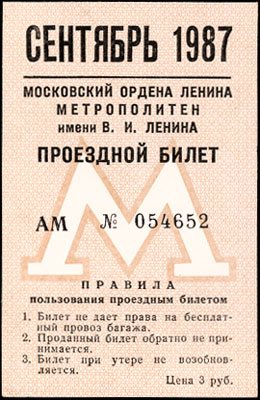 СЕНТЯБРЬ 1987
МОСКОВСКИЙ ОРДЕНА ЛЕНИНА
МЕТРОПОЛИТЕН
имени В. И. ЛЕНИНА
ПРОЕЗДНОЙ БИЛЕТ
М
АМ № 054652
ПРАВИЛА
пользования проездным билетом
1. Билет не дает права на бесплат-
ный провоз багажа.
2. Проданный билет обратно не при-
нимается.
3. Билет при утере не возобнов-
ляется.
Цена 3 руб.